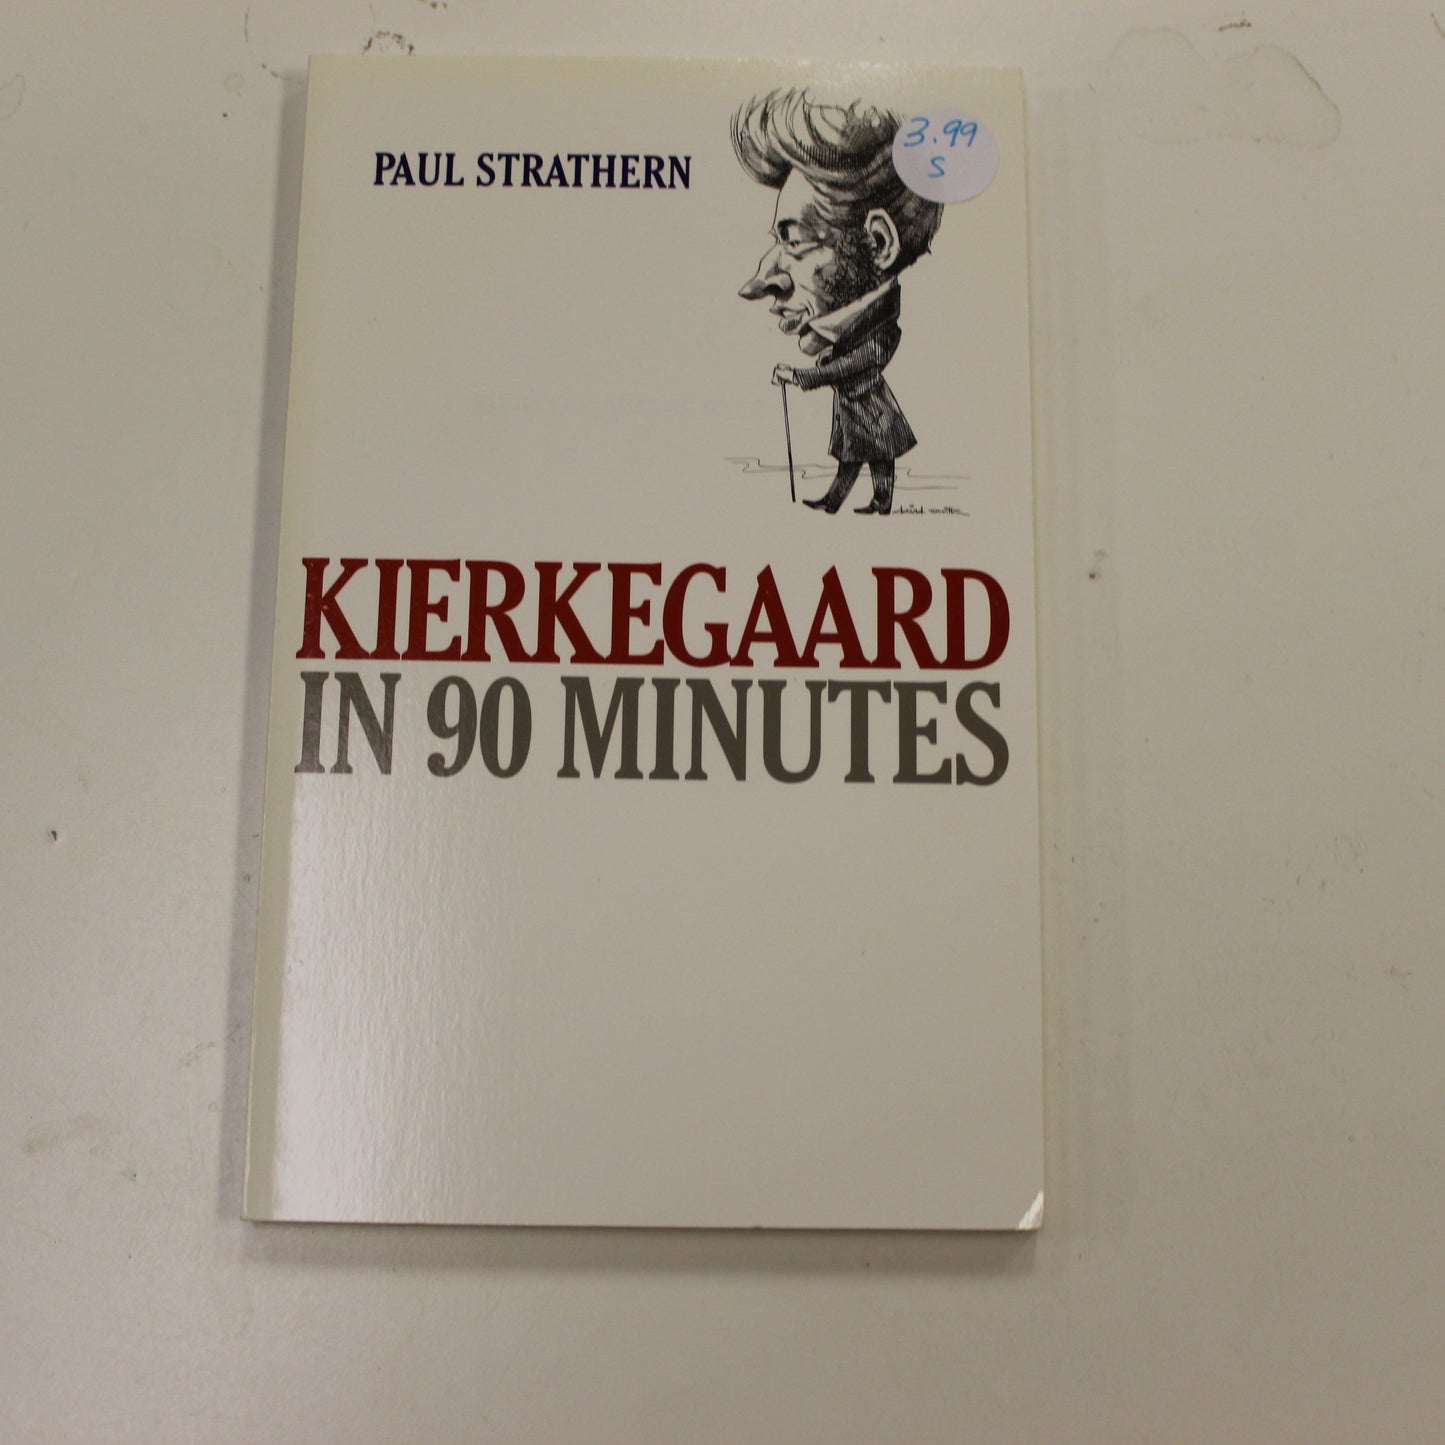 PAUL STRATHERN
3.99
S
KIERKEGAARD
IN 90 MINUTES